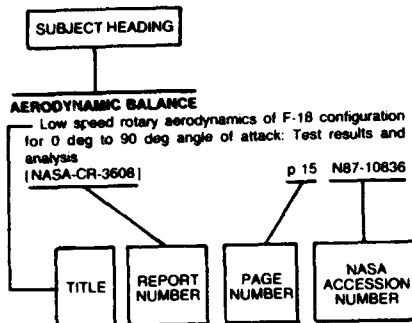 SUBJECT HEADING
AERODYNAMIC BALANCE
Low speed rotary aerodynamics of F-18 configuration
for 0 deg to 90 deg angle of attack: Test results and
analysis
[NASA-CR-3608] p 15 N87-10836
TITLE
REPORT
NUMBER
PAGE
NUMBER
NASA
ACCESSION
NUMBER